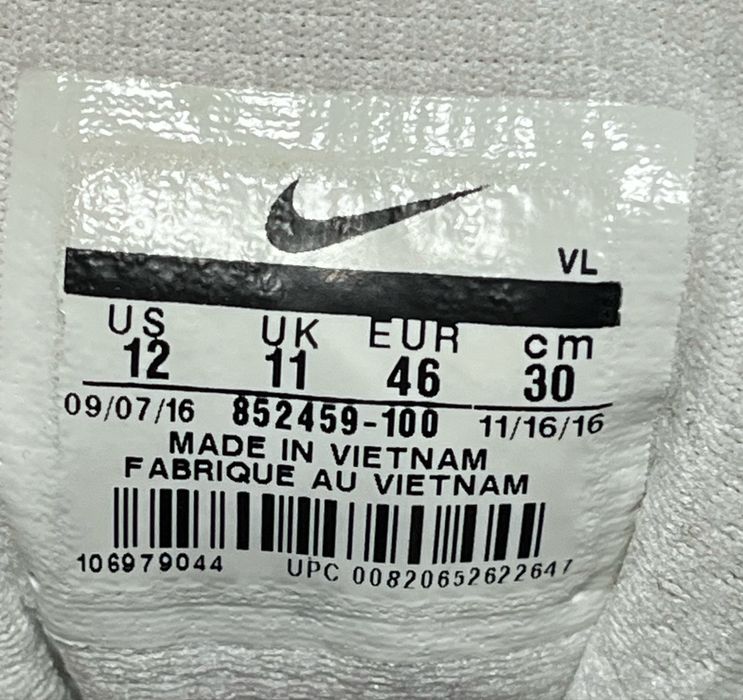 VL
US UK EUR cm
12 11 46 30
09/07/16 852459-100 11/16/16
MADE IN VIETNAM
FABRIQUE AU VIETNAM
106979044 UPC 00820652622647